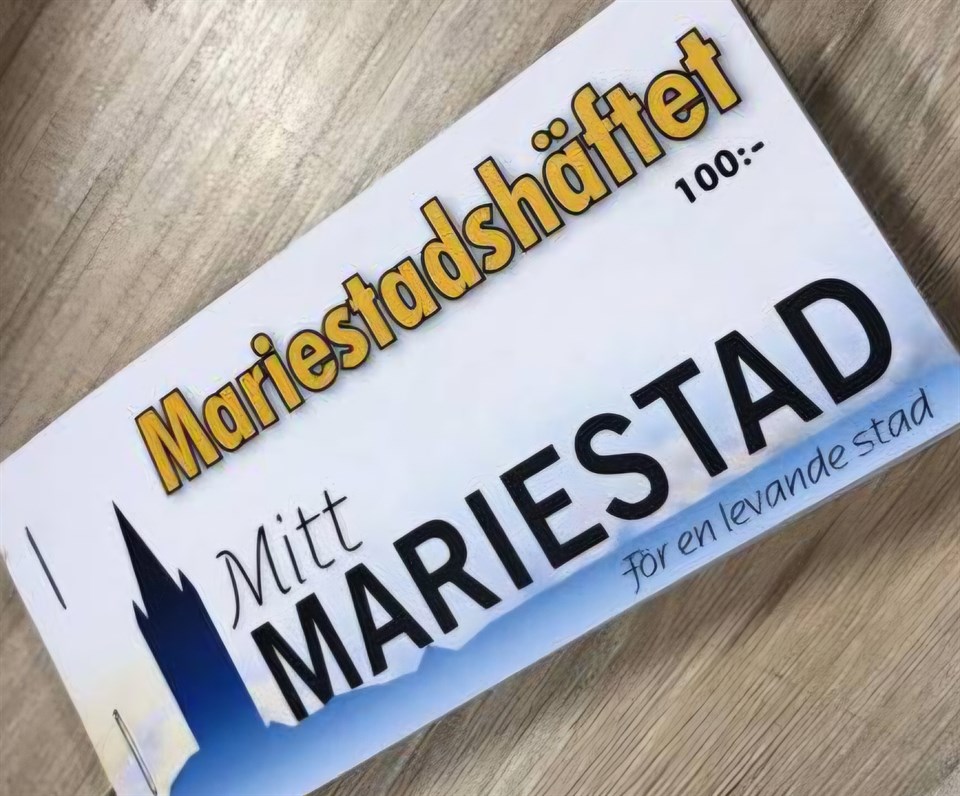 Mariestadshäftet
100:-
Mitt
MARIESTAD
för en levande stad